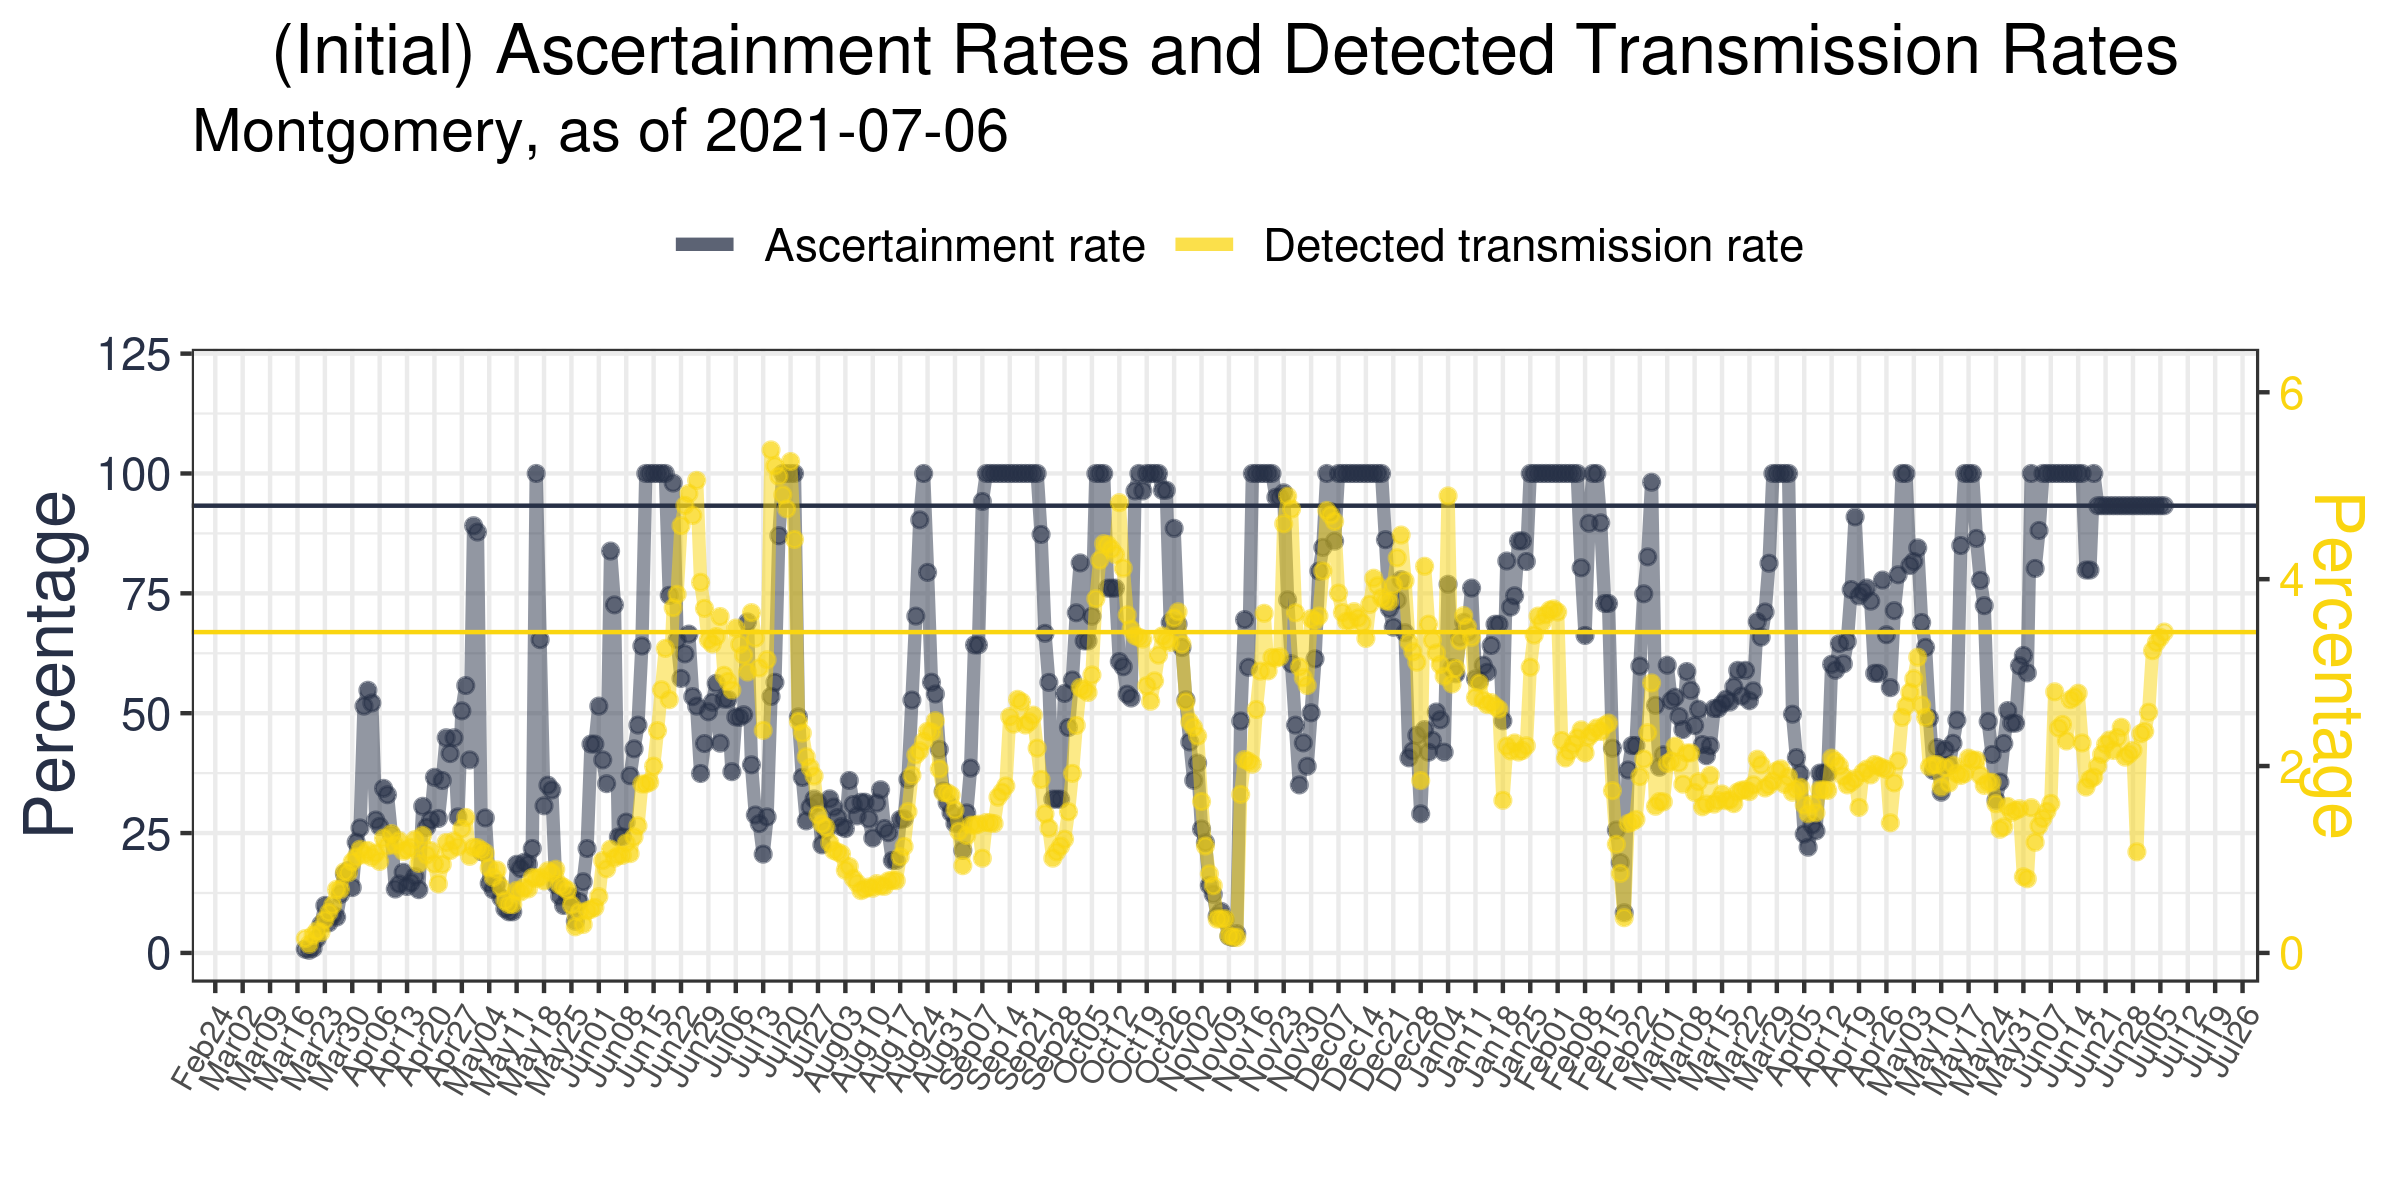 (Initial) Ascertainment Rates and Detected Transmission Rates
Montgomery, as of 2021-07-06
Ascertainment rate
Detected transmission rate
Percentage
125
100
75
50
25
0
6
4
2
0
Percentage
Feb24
Mar02
Mar09
Mar16
Mar23
Mar30
Apr06
Apr13
Apr20
Apr27
May04
May11
May18
May25
Jun01
Jun08
Jun15
Jun22
Jun29
Jul06
Jul13
Jul20
Jul27
Aug03
Aug10
Aug17
Aug24
Aug31
Sep07
Sep14
Sep21
Sep28
Oct05
Oct12
Oct19
Oct26
Nov02
Nov09
Nov16
Nov23
Nov30
Dec07
Dec14
Dec21
Dec28
Jan04
Jan11
Jan18
Jan25
Feb01
Feb08
Feb15
Feb22
Mar01
Mar08
Mar15
Mar22
Mar29
Apr05
Apr12
Apr19
Apr26
May03
May10
May17
May24
May31
Jun07
Jun14
Jun21
Jun28
Jul05
Jul12
Jul19
Jul26